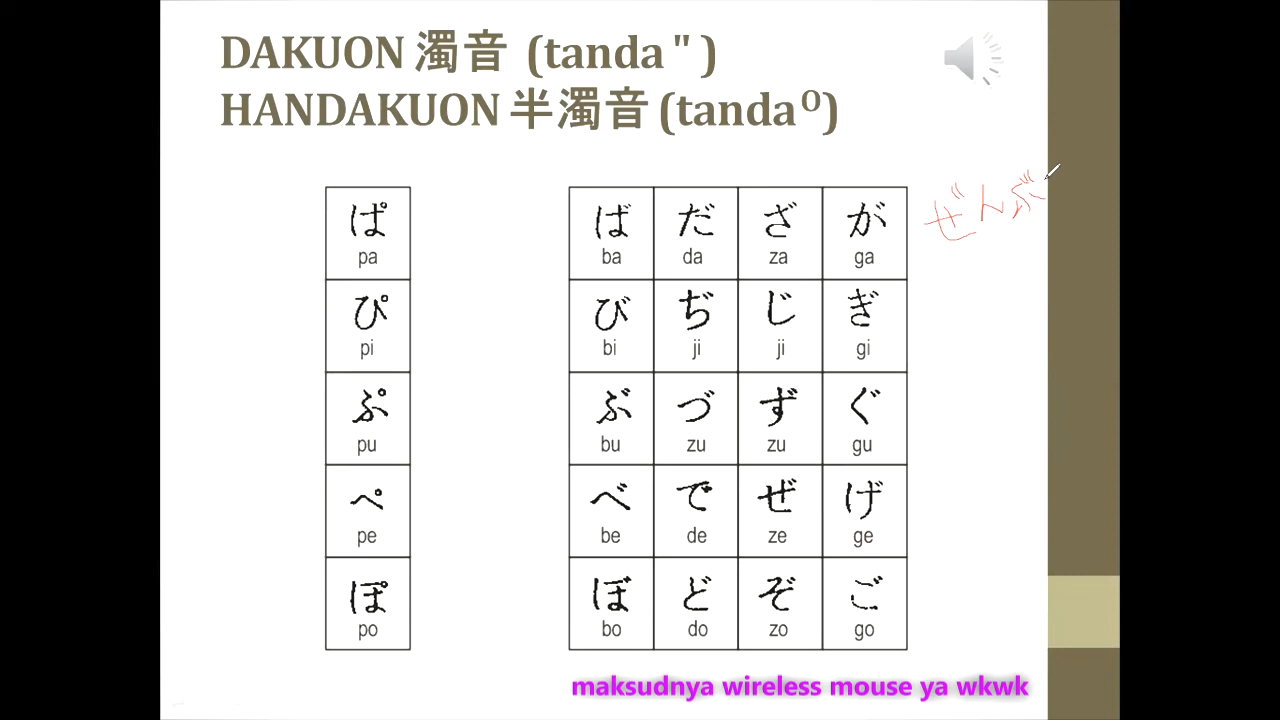 DAKUON 濁音 (tanda " )
HANDAKUON 半濁音 (tanda O)
ぜんぶ
ぱ ば だ ざ が
pa ba da za ga
ぴ び ぢ じ ぎ
pi bi ji ji gi
ぷ ぶ づ ず ぐ
pu bu zu zu gu
ぺ べ で ぜ げ
pe be de ze ge
ぽ ぼ ど ぞ ご
po bo do zo go
maksudnya wireless mouse ya wkwk